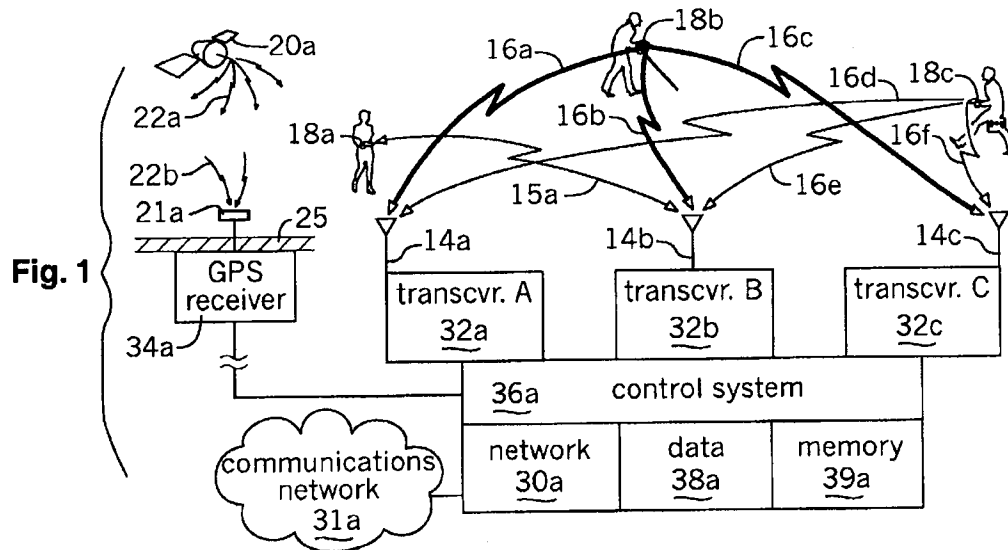 20a
16a
18b
16c
16d
18c
22a
18a
16b
16f
22b
15a
16e
21a
25
14a
14b
14c
Fig. 1
GPS
receiver
transcvr. A
transcvr. B
transcvr. C
34a
32a
32b
32c
36a control system
communications
network
31a
network
30a
data
38a
memory
39a